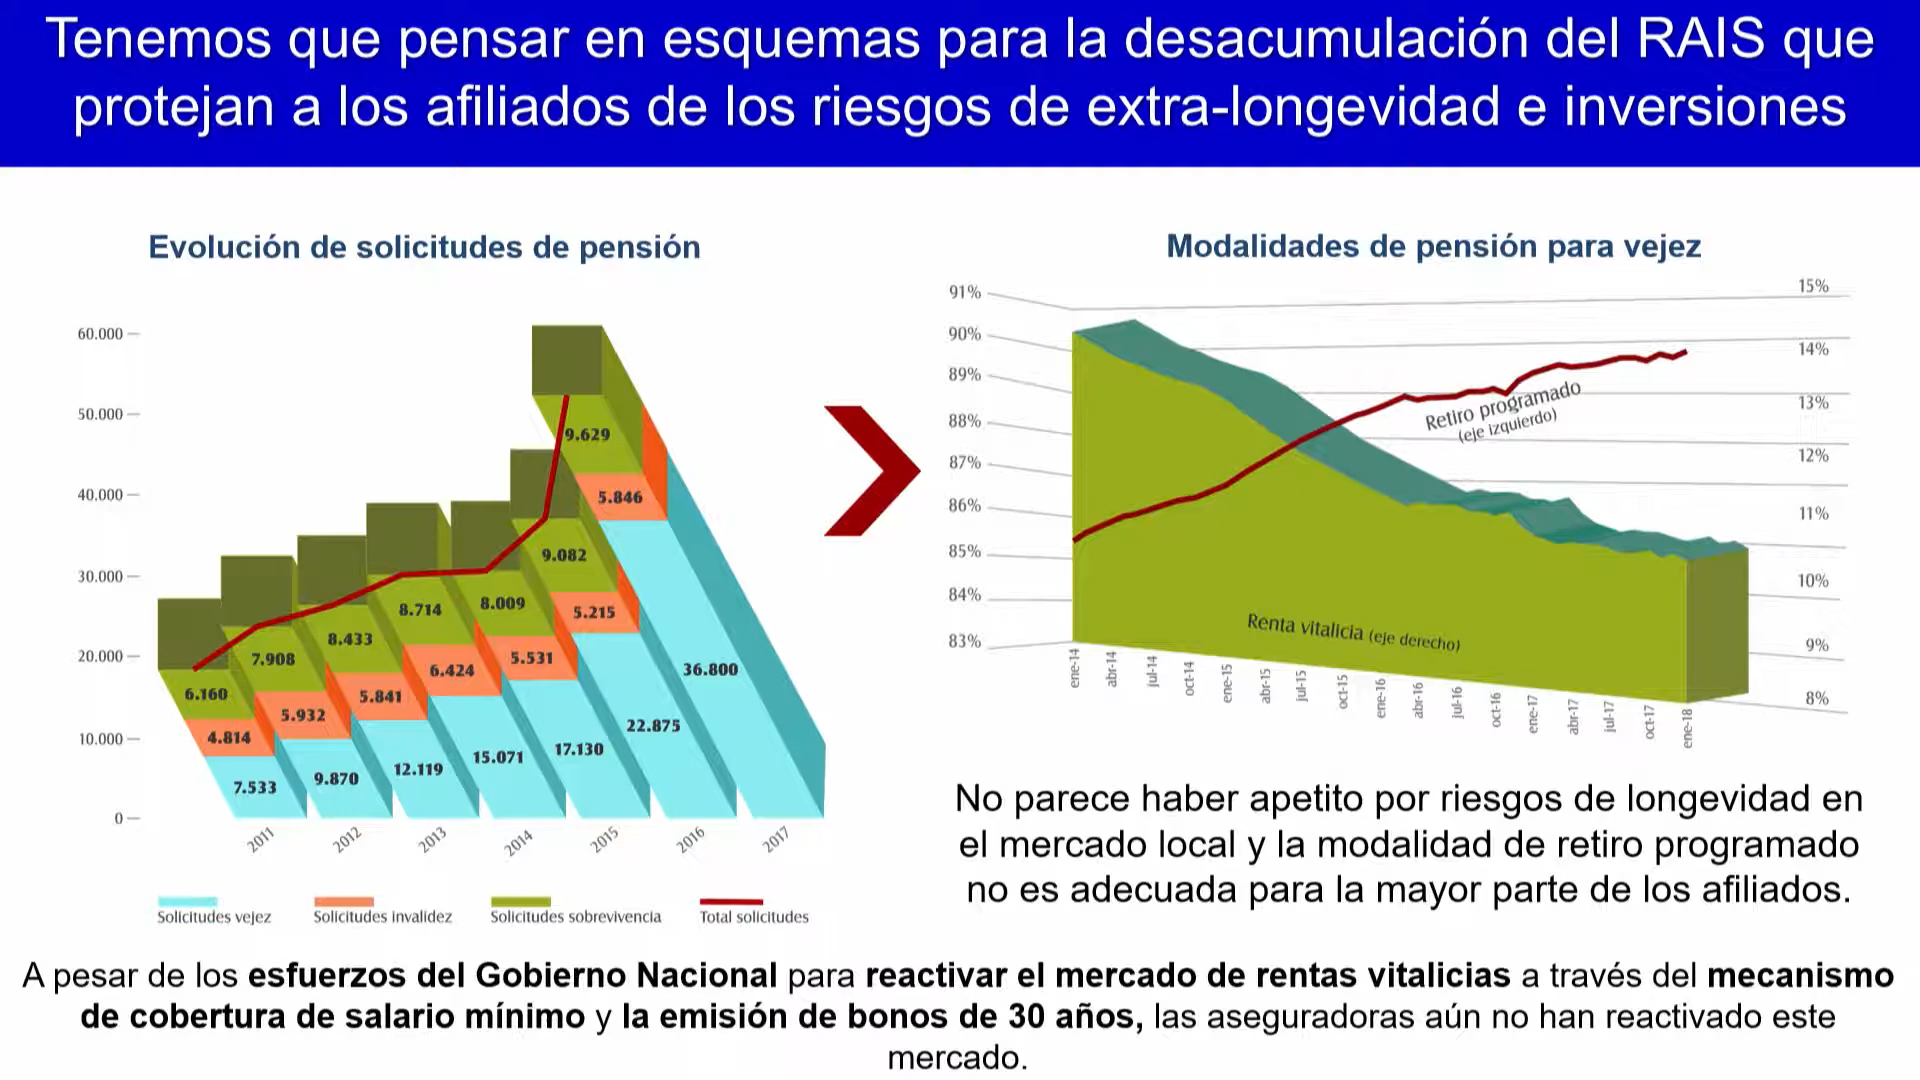 Tenemos que pensar en esquemas para la desacumulación del RAIS que
protejan a los afiliados de los riesgos de extra-longevidad e inversiones
Evolución de solicitudes de pensión
60.000
50.000
40.000
30.000
20.000
10.000
0
9.629
5.846
9.082
8.714
8.009
5.215
8.433
7.908
6.160
6.424
5.531
36.800
5.841
5.932
4.814
22.875
17.130
15.071
12.119
9.870
7.533
2011
2012
2013
2014
2015
2016
2017
Solicitudes vejez
Solicitudes invalidez
Solicitudes sobrevivencia
Total solicitudes
Modalidades de pensión para vejez
91%
90%
89%
88%
87%
86%
85%
84%
83%
15%
14%
13%
12%
11%
10%
9%
8%
Retiro programado
(eje izquierdo)
Renta vitalicia (eje derecho)
ene-14
abr-14
jul-14
oct-14
ene-15
abr-15
jul-15
oct-15
ene-16
abr-16
jul-16
oct-16
ene-17
abr-17
jul-17
oct-17
ene-18
No parece haber apetito por riesgos de longevidad en
el mercado local y la modalidad de retiro programado
no es adecuada para la mayor parte de los afiliados.
A pesar de los esfuerzos del Gobierno Nacional para reactivar el mercado de rentas vitalicias a través del mecanismo
de cobertura de salario mínimo y la emisión de bonos de 30 años, las aseguradoras aún no han reactivado este
mercado.